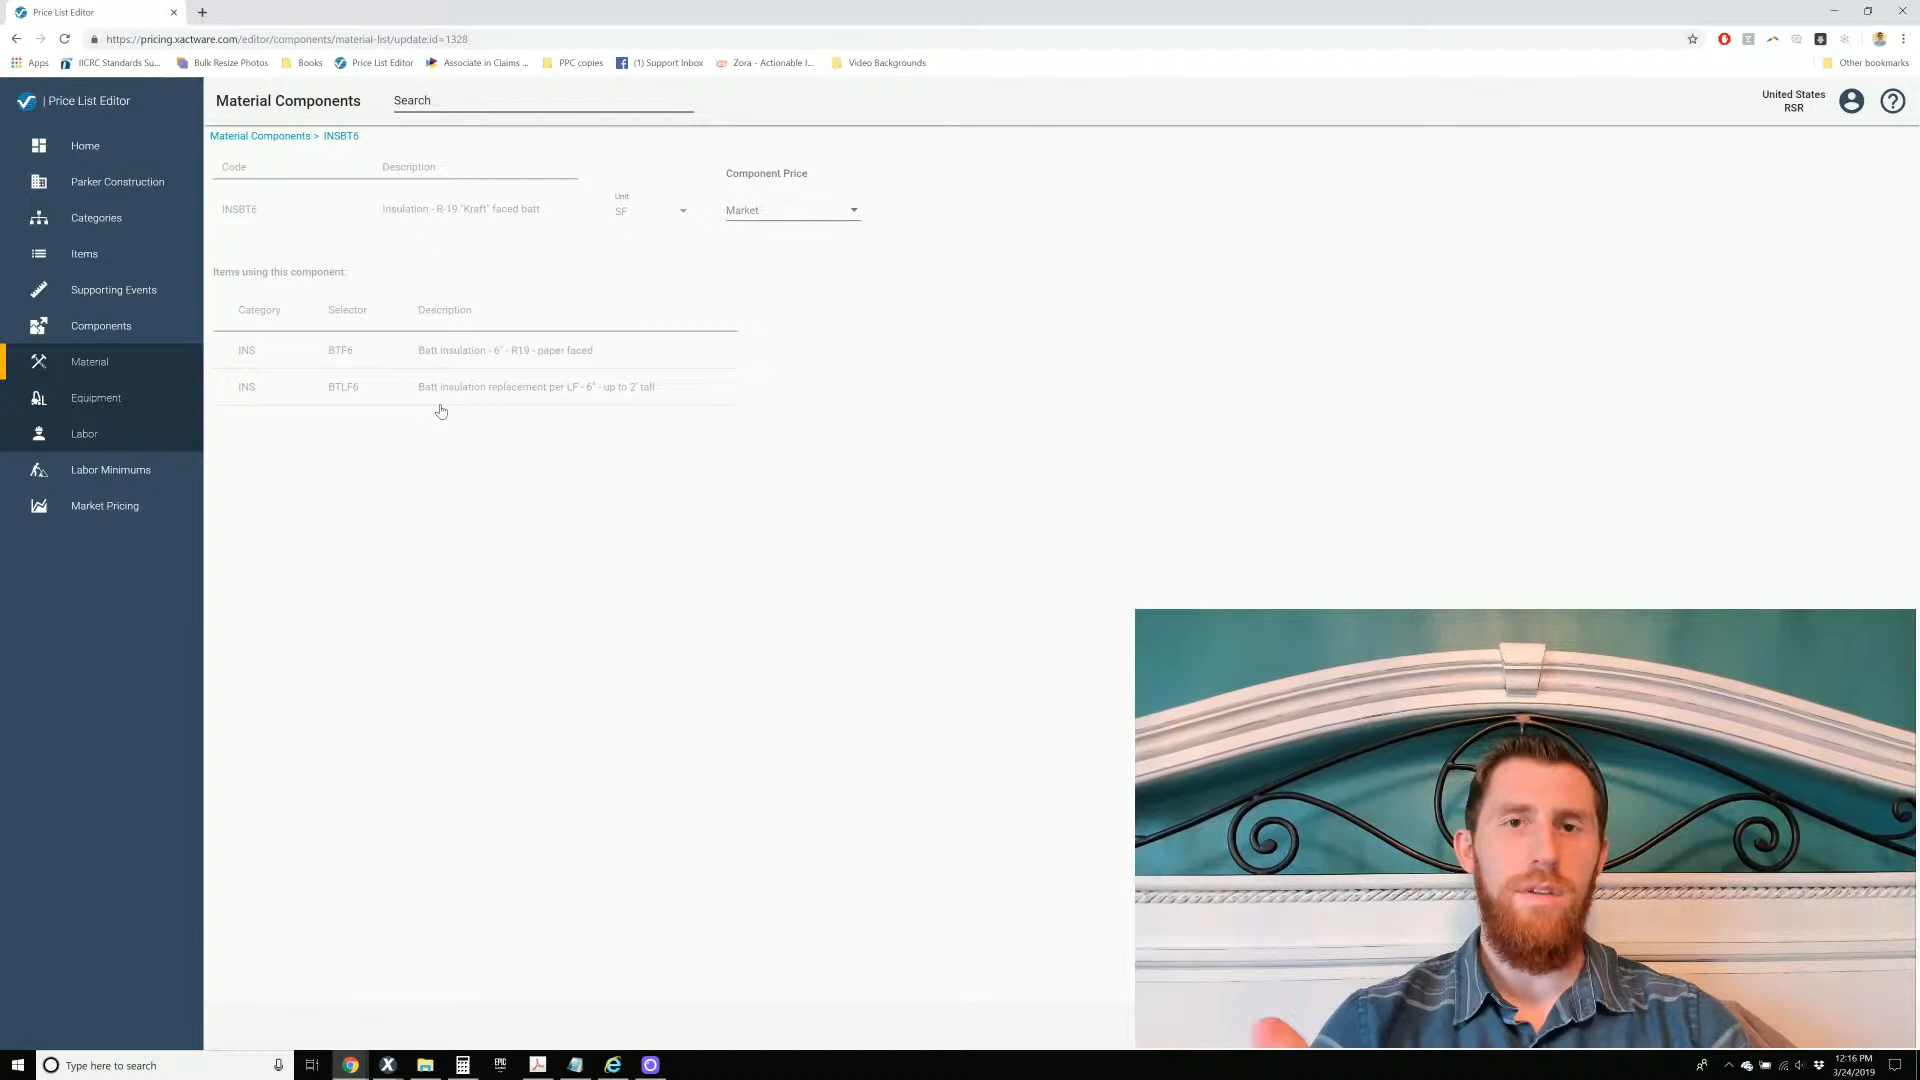 Price List Editor
https://pricing.xactware.com/editor/components/material-list/update;id=1328
Apps
IICRC Standards Su...
Bulk Resize Photos
Books
Price List Editor
Associate in Claims ...
PPC copies
(1) Support Inbox
Zora - Actionable I...
Video Backgrounds
Other bookmarks
| Price List Editor
Material Components
Search
United States
RSR
Material Components > INSBT6
Home
Parker Construction
Categories
Items
Supporting Events
Components
Material
Equipment
Labor
Labor Minimums
Market Pricing
Code
Description
Component Price
INSBT6
Insulation - R-19 "Kraft" faced batt
Unit
SF
Market
Items using this component:
Category
Selector
Description
INS
BTF6
Batt insulation - 6" - R19 - paper faced
INS
BTLF6
Batt insulation replacement per LF - 6" - up to 2' tall
Type here to search
EPIC
12:16 PM
3/24/2019